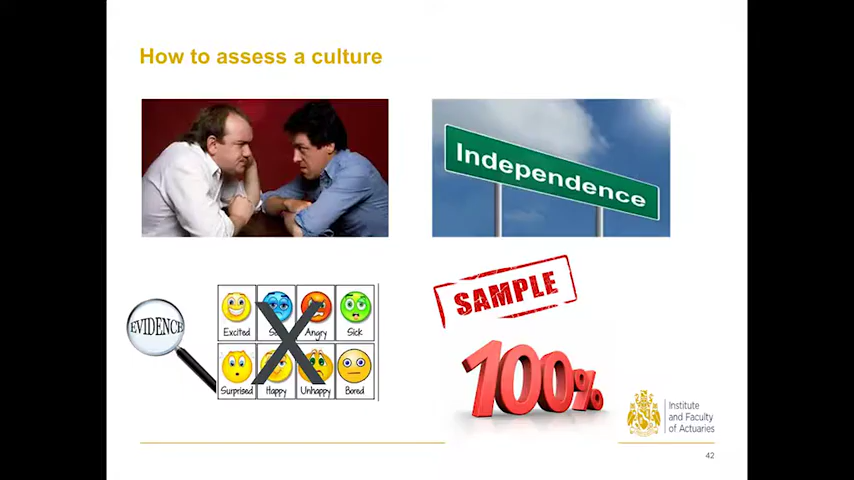 How to assess a culture
Independence
EVIDENCE
Excited
Angry
Sick
Surprised
Happy
Unhappy
Bored
SAMPLE
100%
Institute
and Faculty
of Actuaries
42